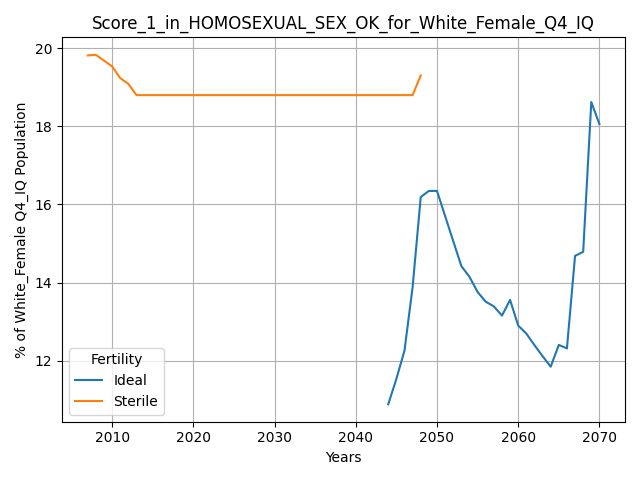 Score_1_in_HOMOSEXUAL_SEX_OK_for_White_Female_Q4_IQ
% of White_Female Q4_IQ Population
20
18
16
14
12
Fertility
Ideal
Sterile
2010 2020 2030 2040 2050 2060 2070
Years